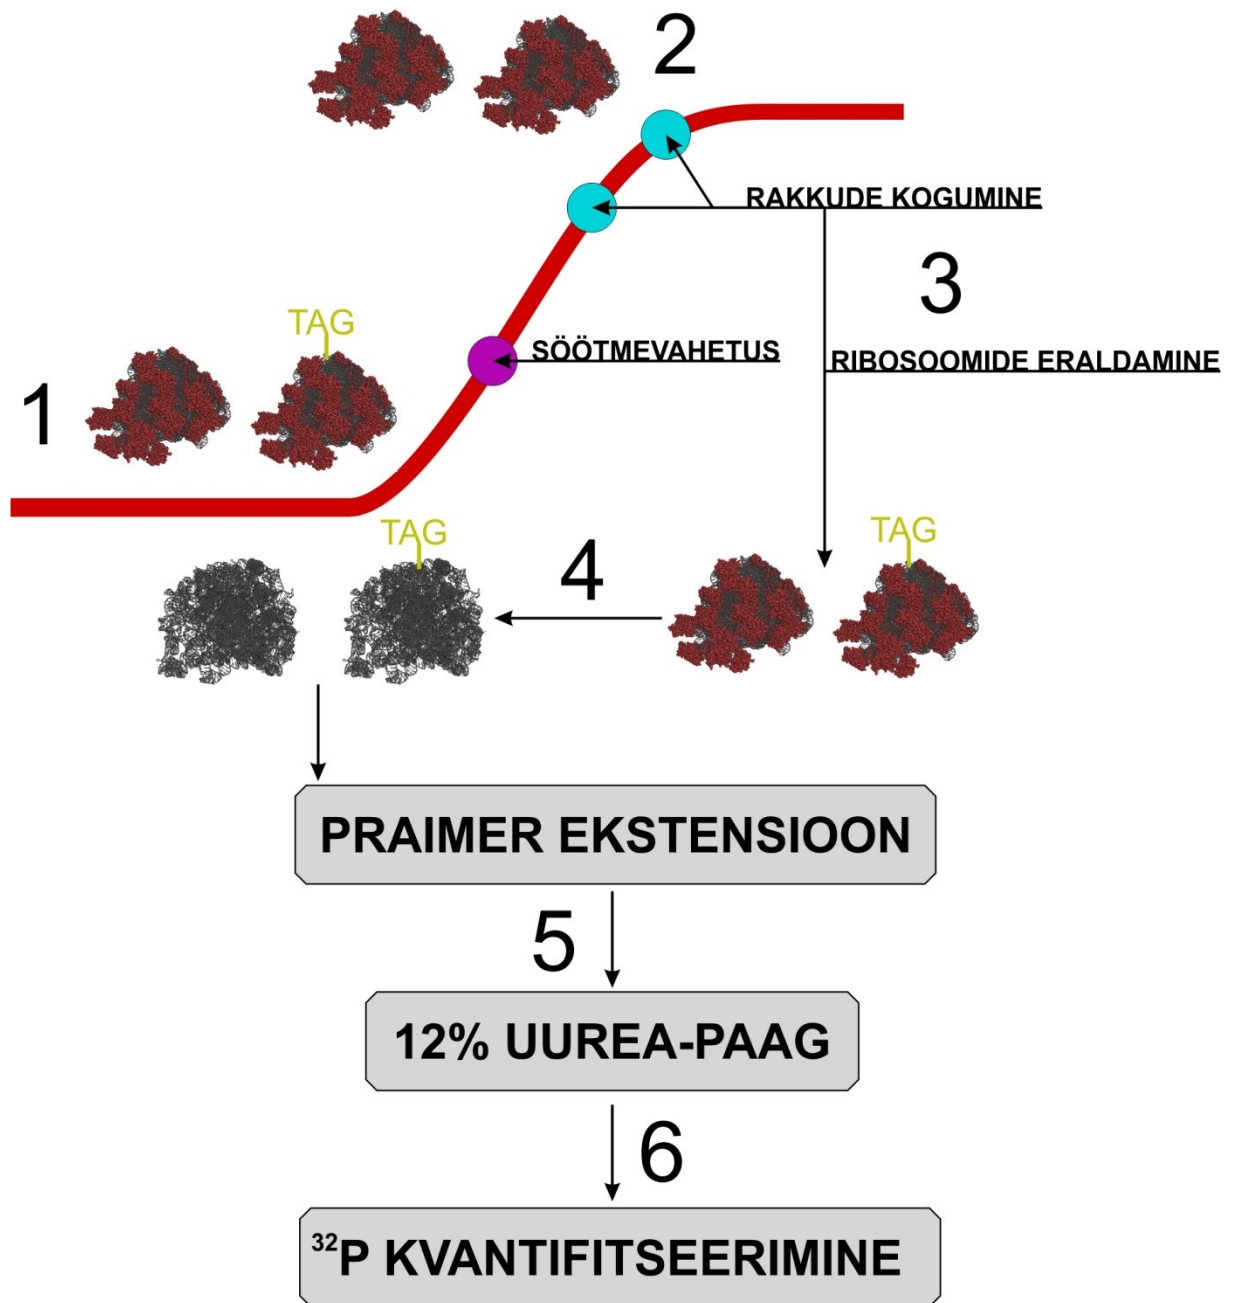 2
RAKKUDE KOGUMINE
3
TAG
SÖÖTMEVAHETUS
RIBOSOOMIDE ERALDAMINE
1
TAG
TAG
4
PRAIMER EKSTENSIOON
5
12% UUREA-PAAG
6
³²P KVANTIFITSEERIMINE